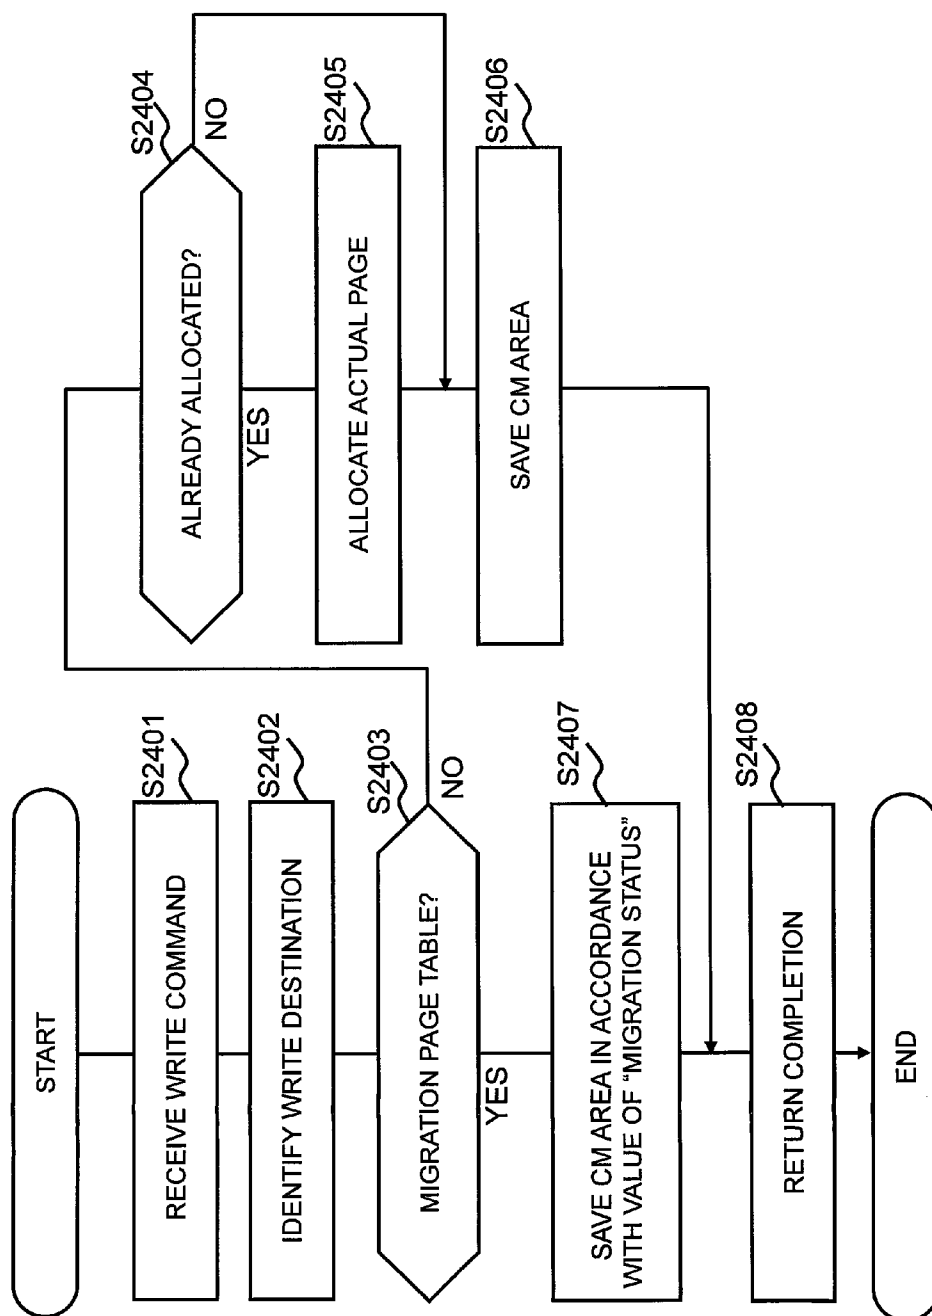 START
S2401
RECEIVE WRITE COMMAND
S2402
IDENTIFY WRITE DESTINATION
S2403
MIGRATION PAGE TABLE?
NO
YES
S2404
ALREADY ALLOCATED?
NO
YES
S2405
ALLOCATE ACTUAL PAGE
S2406
SAVE CM AREA
S2407
SAVE CM AREA IN ACCORDANCE
WITH VALUE OF "MIGRATION STATUS"
S2408
RETURN COMPLETION
END